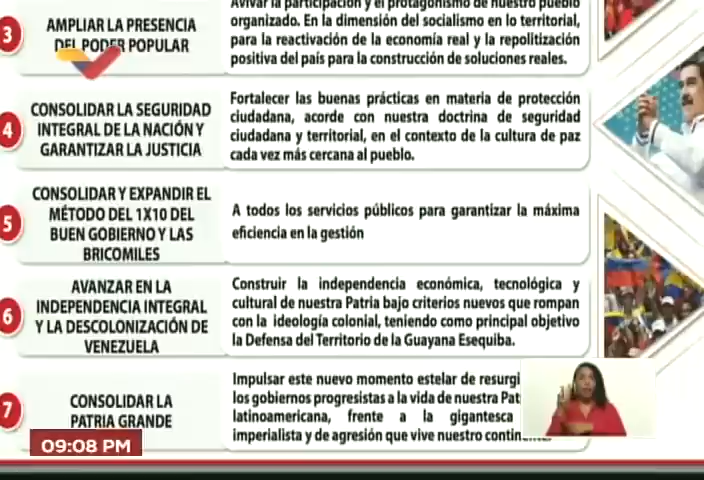 3
AMPLIAR LA PRESENCIA
DEL PODER POPULAR
Avivar la participación y el protagonismo de nuestro pueblo
organizado. En la dimensión del socialismo en lo territorial,
para la reactivación de la economía real y la repolitización
positiva del país para la construcción de soluciones reales.
4
CONSOLIDAR LA SEGURIDAD
INTEGRAL DE LA NACIÓN Y
GARANTIZAR LA JUSTICIA
Fortalecer las buenas prácticas en materia de protección
ciudadana, acorde con nuestra doctrina de seguridad
ciudadana y territorial, en el contexto de la cultura de paz
cada vez más cercana al pueblo.
5
CONSOLIDAR Y EXPANDIR EL
MÉTODO DEL 1X10 DEL
BUEN GOBIERNO Y LAS
BRICOMILES
A todos los servicios públicos para garantizar la máxima
eficiencia en la gestión
6
AVANZAR EN LA
INDEPENDENCIA INTEGRAL
Y LA DESCOLONIZACIÓN DE
VENEZUELA
Construir la independencia económica, tecnológica y
cultural de nuestra Patria bajo criterios nuevos que rompan
con la ideología colonial, teniendo como principal objetivo
la Defensa del Territorio de la Guayana Esequiba.
7
CONSOLIDAR LA
PATRIA GRANDE
Impulsar este nuevo momento estelar de
los gobiernos progresistas a la vida de nuestra
latinoamericana, frente a la gigantesca
imperialista y de agresión que vive nuestro
09:08 PM